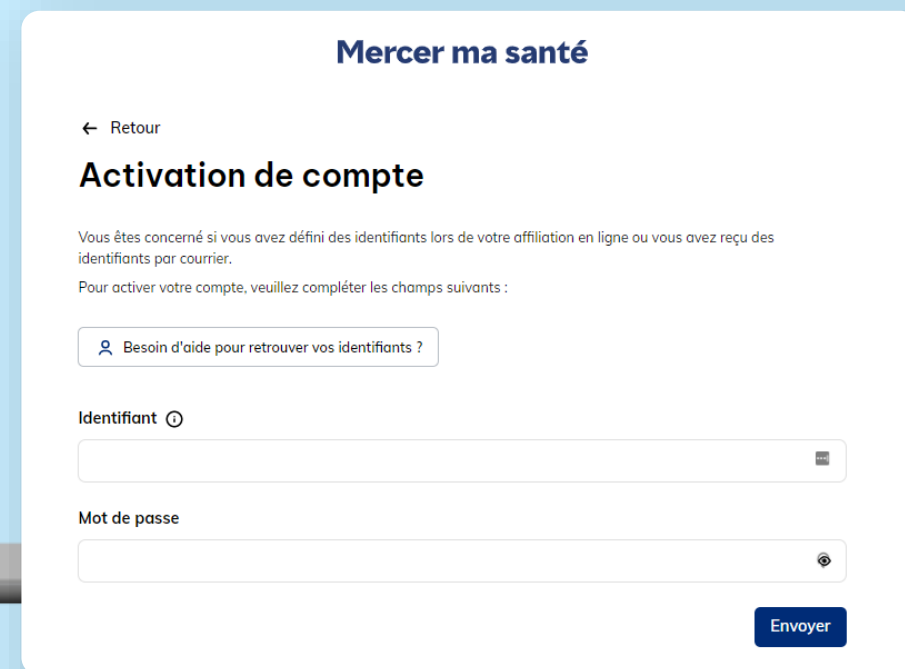 Mercer ma santé
← Retour
Activation de compte
Vous êtes concerné si vous avez défini des identifiants lors de votre affiliation en ligne ou vous avez reçu des
identifiants par courrier.
Pour activer votre compte, veuillez compléter les champs suivants :
Besoin d'aide pour retrouver vos identifiants ?
Identifiant
Mot de passe
Envoyer